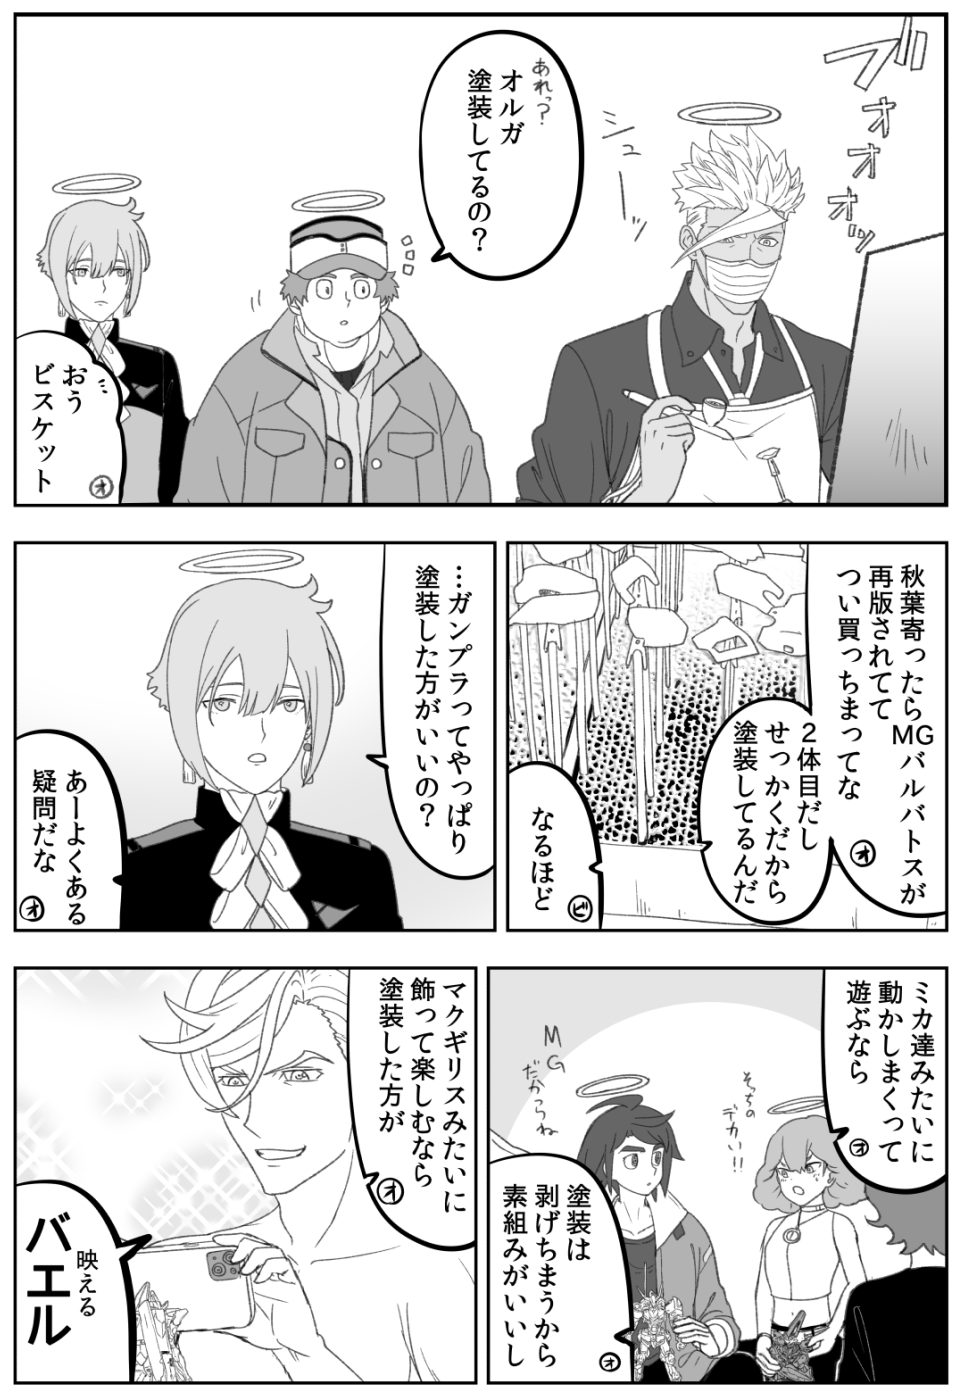 ブォオオオッ
シューッ
あれっ？
オルガ
塗装してるの？
おう
ビスケット
オ
秋葉寄ったらMGバルバトスが
再版されてて
つい買っちまってな
オ
２体目だし
せっかくだから
塗装してるんだ
なるほど
ビ
…ガンプラってやっぱり
塗装した方がいいの？
あーよくある
疑問だな
オ
ミカ達みたいに
動かしまくって
遊ぶなら
オ
そっちの
デカい!!
MG
だからね
塗装は
剥げちまうから
素組みがいいし
オ
マクギリスみたいに
飾って楽しむなら
塗装した方が
オ
映える
バエル